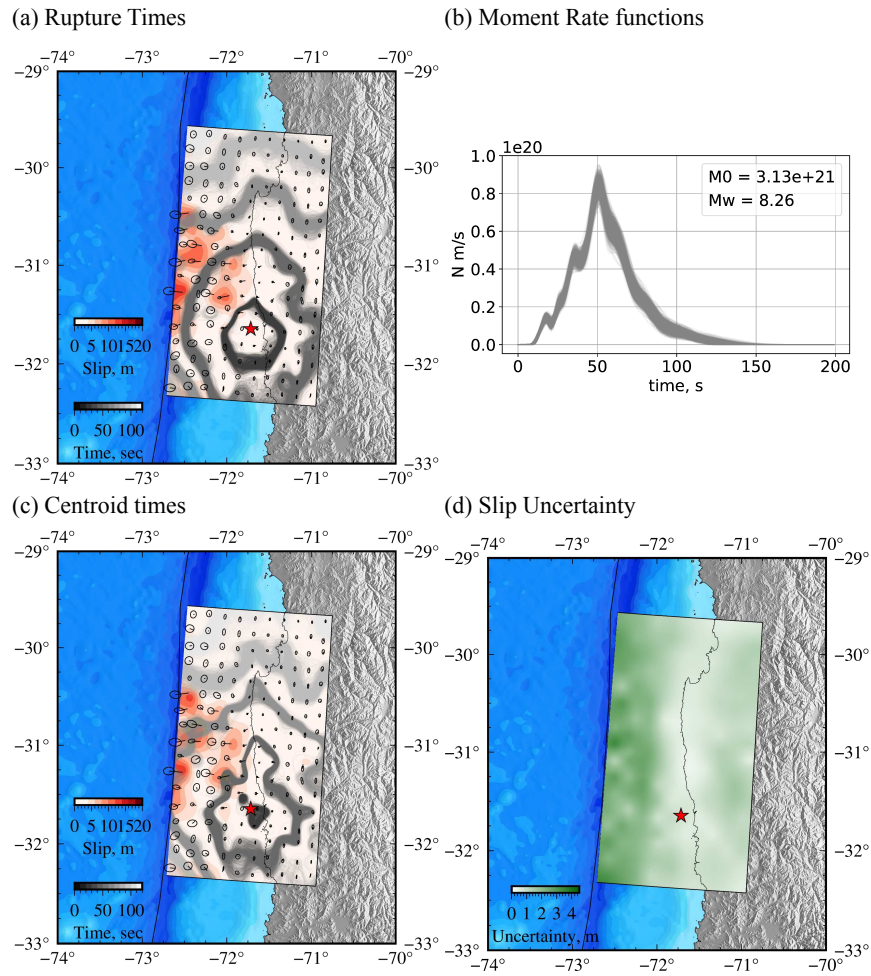 (a) Rupture Times
(b) Moment Rate functions
−74° −73° −72° −71° −70°
−29° −29°
−30° −30°
−31° −31°
−32° −32°
−33° −33°
−74° −73° −72° −71° −70°
0 5 10 15 20
Slip, m
0 50 100
Time, sec
1e20
1.0
0.8
0.6
0.4
0.2
0.0
N m/s
M0 = 3.13e+21
Mw = 8.26
0 50 100 150 200
time, s
(c) Centroid times
(d) Slip Uncertainty
−74° −73° −72° −71° −70°
−29° −29°
−30° −30°
−31° −31°
−32° −32°
−33° −33°
−74° −73° −72° −71° −70°
0 5 10 15 20
Slip, m
0 50 100
Time, sec
−74° −73° −72° −71° −70°
−29° −29°
−30° −30°
−31° −31°
−32° −32°
−33° −33°
−74° −73° −72° −71° −70°
0 1 2 3 4
Uncertainty, m